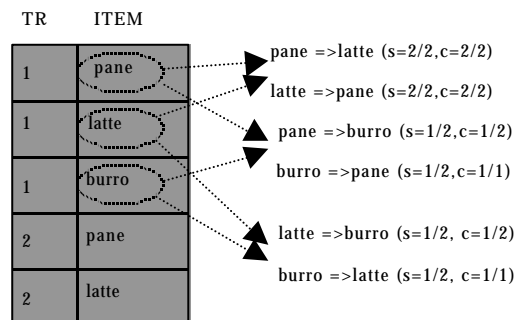 TR ITEM
1 pane
1 latte
1 burro
2 pane
2 latte
pane =>latte (s=2/2,c=2/2)
latte =>pane (s=2/2,c=2/2)
pane =>burro (s=1/2,c=1/2)
burro =>pane (s=1/2,c=1/1)
latte =>burro (s=1/2, c=1/2)
burro =>latte (s=1/2, c=1/1)